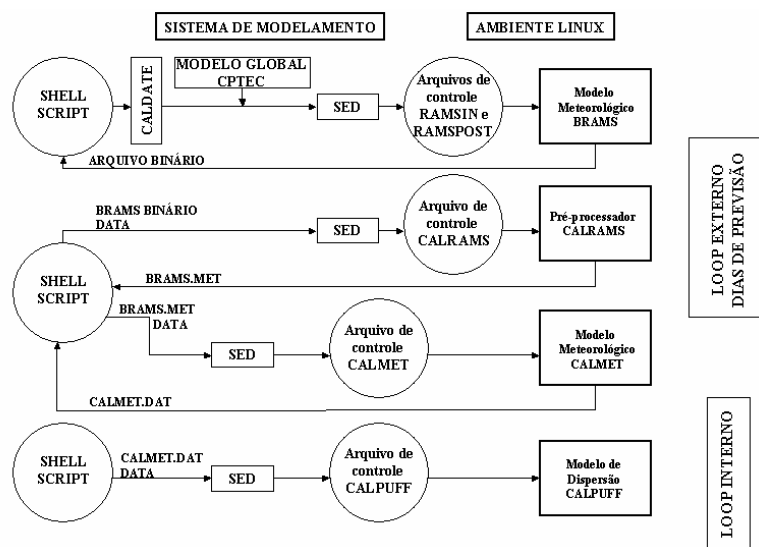 SISTEMA DE MODELAMENTO
AMBIENTE LINUX
SHELL
SCRIPT
CALDATE
MODELO GLOBAL
CPTEC
SED
Arquivos de
controle
RAMSIN e
RAMSPOST
Modelo
Meteorológico
BRAMS
ARQUIVO BINÁRIO
BRAMS BINÁRIO
DATA
SED
Arquivo de
controle
CALRAMS
Pré-processador
CALRAMS
SHELL
SCRIPT
BRAMS.MET
BRAMS.MET
DATA
SED
Arquivo de
controle
CALMET
Modelo
Meteorológico
CALMET
CALMET.DAT
LOOP EXTERNO
DIAS DE PREVISÃO
SHELL
SCRIPT
CALMET.DAT
DATA
SED
Arquivo de
controle
CALPUFF
Modelo de
Dispersão
CALPUFF
LOOP INTERNO